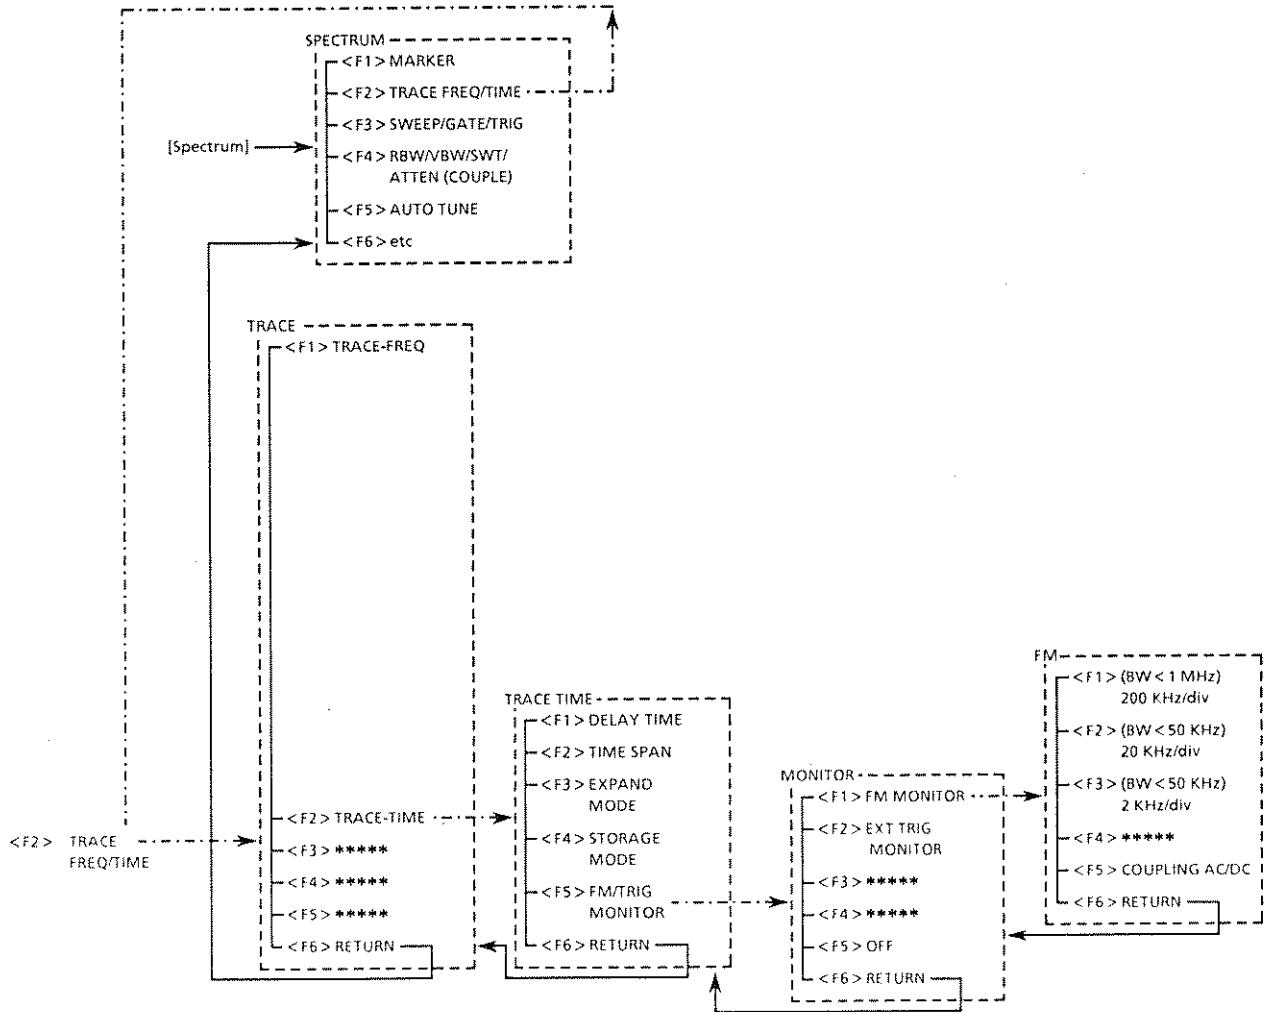 SPECTRUM
<F1> MARKER
<F2> TRACE FREQ/TIME
<F3> SWEEP/GATE/TRIG
[Spectrum]
<F4> RBW/VBW/SWT/
ATTEN (COUPLE)
<F5> AUTO TUNE
<F6> etc
TRACE
<F1> TRACE-FREQ
<F2> TRACE-TIME
<F3> *****
<F4> *****
<F5> *****
<F6> RETURN
<F2> TRACE
FREQ/TIME
TRACE TIME
<F1> DELAY TIME
<F2> TIME SPAN
<F3> EXPAND
MODE
<F4> STORAGE
MODE
<F5> FM/TRIG
MONITOR
<F6> RETURN
MONITOR
<F1> FM MONITOR
<F2> EXT TRIG
MONITOR
<F3> *****
<F4> *****
<F5> OFF
<F6> RETURN
FM
<F1> (BW < 1 MHz)
200 KHz/div
<F2> (BW < 50 KHz)
20 KHz/div
<F3> (BW < 50 KHz)
2 KHz/div
<F4> *****
<F5> COUPLING AC/DC
<F6> RETURN